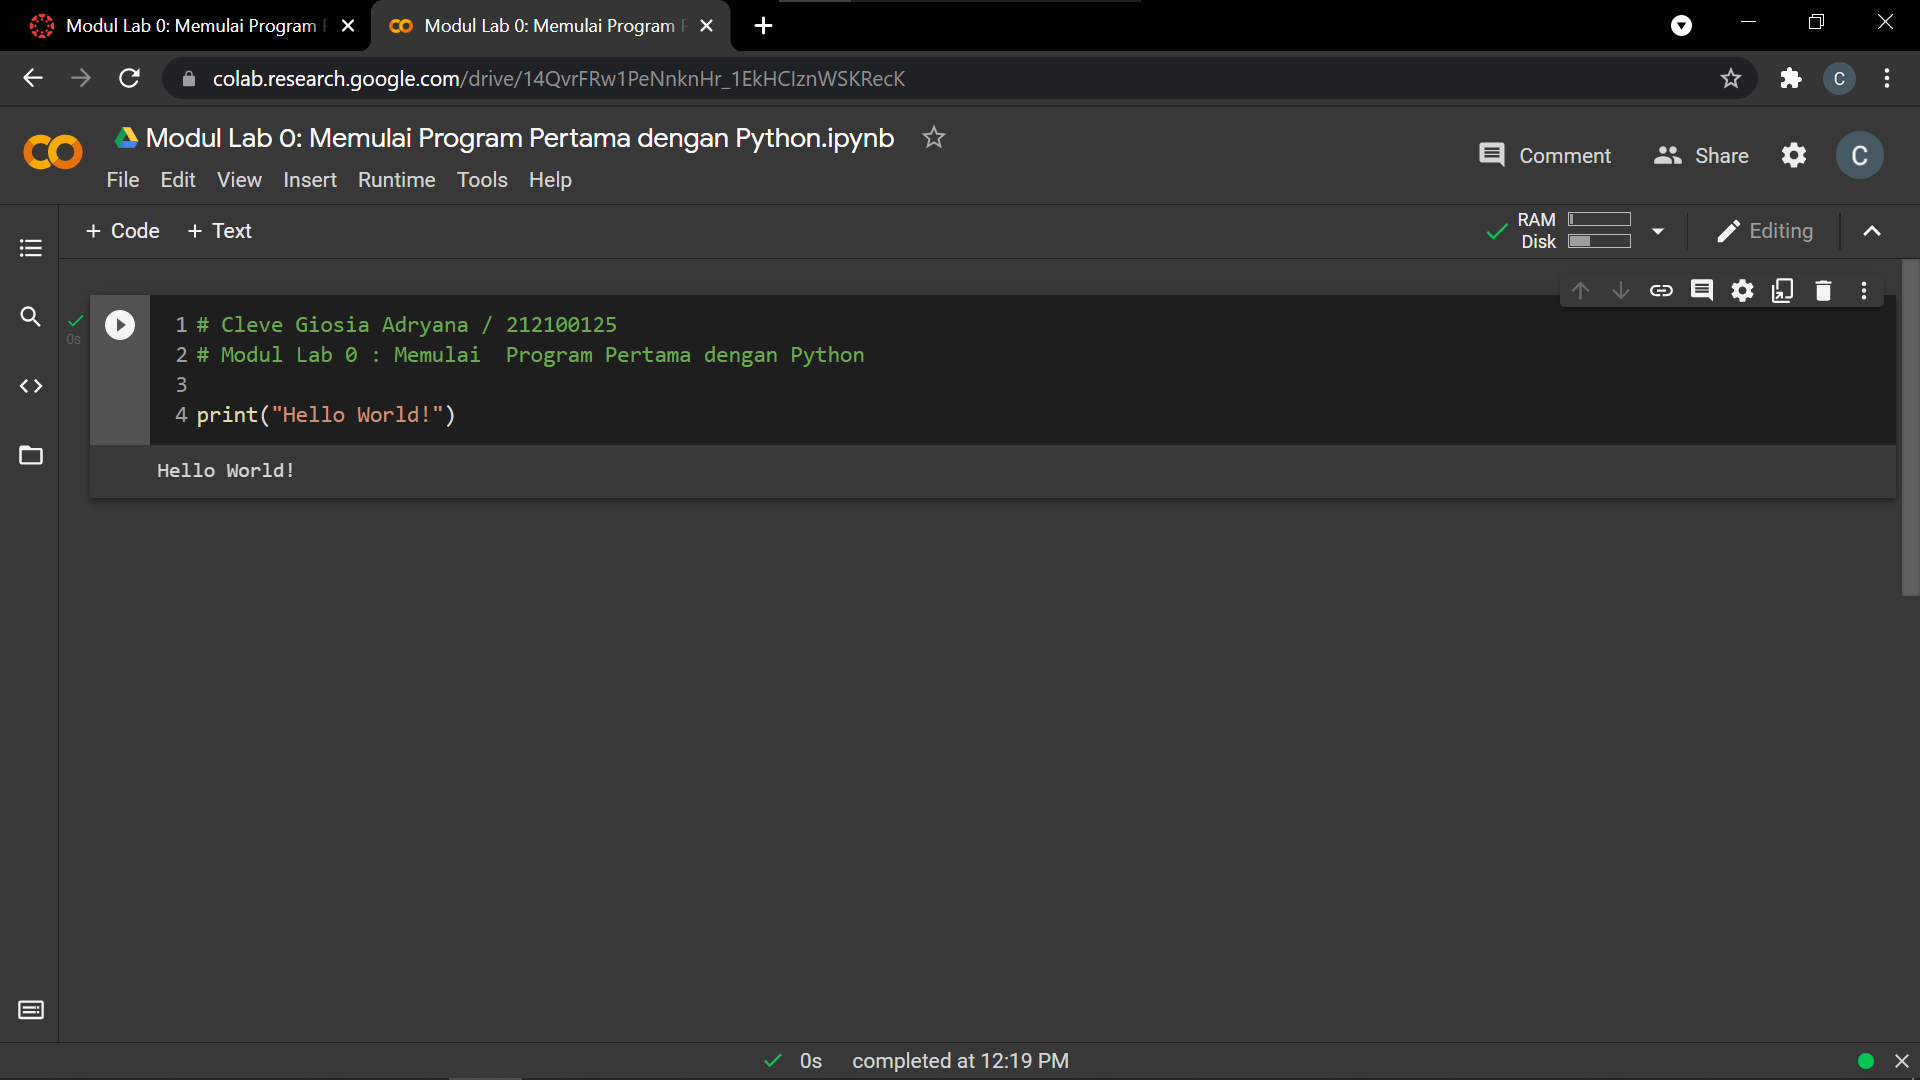 Modul Lab 0: Memulai Program
Modul Lab 0: Memulai Program
colab.research.google.com/drive/14QvrFRw1PeNnknHr_1EkHCIznWSKRecK
C
Modul Lab 0: Memulai Program Pertama dengan Python.ipynb
Comment
Share
C
File Edit View Insert Runtime Tools Help
+ Code + Text
RAM
Disk
Editing
0s
1 # Cleve Giosia Adryana / 212100125
2 # Modul Lab 0 : Memulai  Program Pertama dengan Python
3
4 print("Hello World!")
Hello World!
0s completed at 12:19 PM